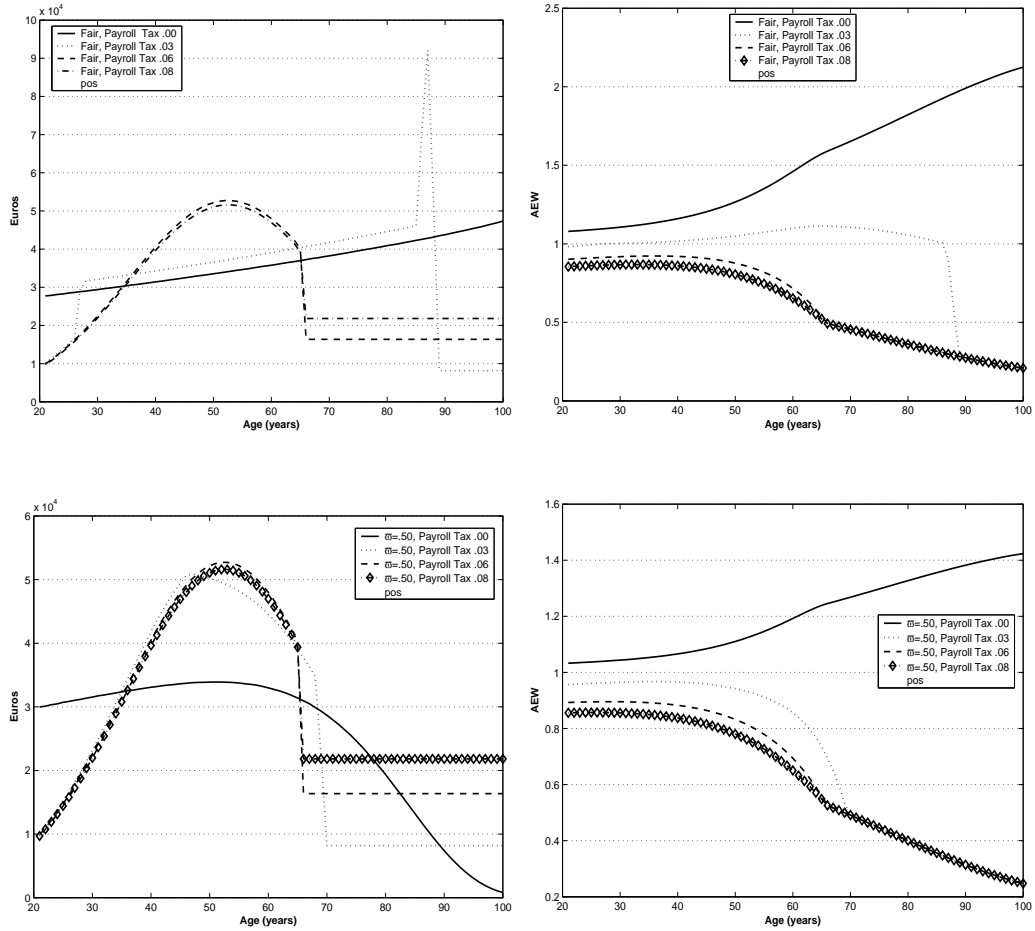 x 10^4
Fair, Payroll Tax .00
Fair, Payroll Tax .03
Fair, Payroll Tax .06
Fair, Payroll Tax .08
pos
10
9
8
7
6
5
4
3
2
1
0
Euros
20 30 40 50 60 70 80 90 100
Age (years)
Fair, Payroll Tax .00
Fair, Payroll Tax .03
Fair, Payroll Tax .06
Fair, Payroll Tax .08
pos
2.5
2
1.5
1
0.5
0
AEW
20 30 40 50 60 70 80 90 100
Age (years)
x 10^4
ϖ=.50, Payroll Tax .00
ϖ=.50, Payroll Tax .03
ϖ=.50, Payroll Tax .06
ϖ=.50, Payroll Tax .08
pos
6
5
4
3
2
1
0
Euros
20 30 40 50 60 70 80 90 100
Age (years)
ϖ=.50, Payroll Tax .00
ϖ=.50, Payroll Tax .03
ϖ=.50, Payroll Tax .06
ϖ=.50, Payroll Tax .08
pos
1.6
1.4
1.2
1
0.8
0.6
0.4
0.2
AEW
20 30 40 50 60 70 80 90 100
Age (years)